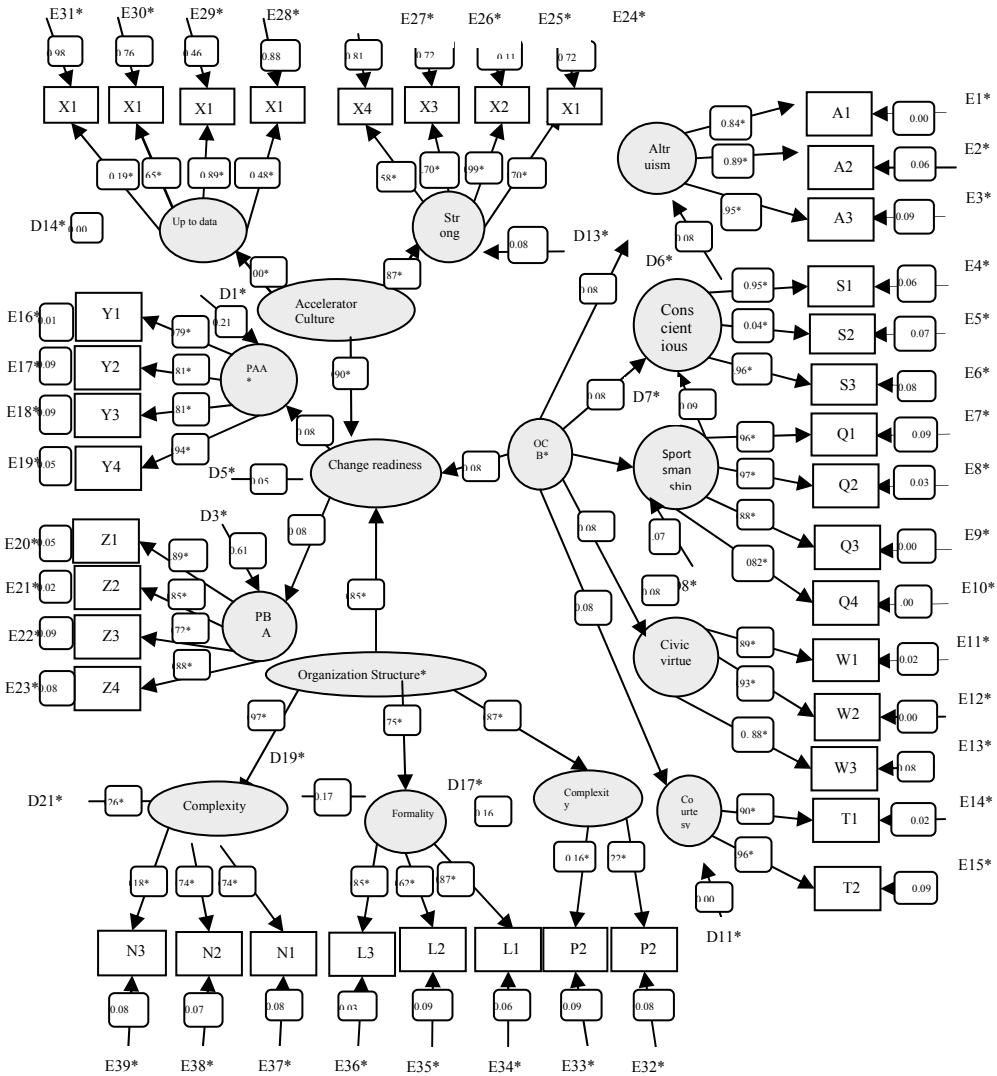 E31* E30* E29* E28* E27* E26* E25* E24*
0.98 0.76 0.46 0.88 0.81 0.72 0.11 0.72
X1 X1 X1 X1 X4 X3 X2 X1
0.19* 65* 0.89* 0.48* 58* 70* 99* 70*
Up to data
Str
ong
D14* 0.00
0.08 D13*
00* 87*
Accelerator
Culture
E1*
0.84* A1 0.00
Altr
uism
E2*
0.89* A2 0.06
E3*
.95* A3 0.09
0.08
D6*
0.08
D1*
0.21
E16* 0.01 Y1 79*
E17* 0.09 Y2 81*
E18* 0.09 Y3 81*
E19* 0.05 Y4 94*
PAA
*
90*
0.08
D5* 0.05
Change readiness
0.08
OC
B*
0.08
D7*
0.09
Cons
cient
ious
E4*
0.95* S1 0.06
E5*
0.04* S2 0.07
E6*
.96* S3 0.08
E7*
96* Q1 0.09
Sport
sman
ship
E8*
97* Q2 0.03
E9*
88* Q3 0.00
E10*
082* Q4 .00
.07
0.08 D8*
0.08
0.08
0.08
D3*
0.61
E20* 0.05 Z1 .89*
E21* 0.02 Z2 85*
E22* 0.09 Z3 72*
E23* 0.08 Z4 88*
PB
A
85*
Civic
virtue
E11*
89* W1 0.02
E12*
93* W2 0.00
E13*
0. 88* W3 0.08
Organization Structure*
97* 75* 87*
D19*
D21* 26*
Complexity
0.17
Formality
D17*
0.16
Complexit
y
Co
urte
sy
E14*
90* T1 0.02
E15*
96* T2 0.09
0.00
D11*
018* 74* 74* 85* 62* 87* 0.16* 22*
N3 N2 N1 L3 L2 L1 P2 P2
0.08 0.07 0.08 0.03 0.09 0.06 0.09 0.08
E39* E38* E37* E36* E35* E34* E33* E32*